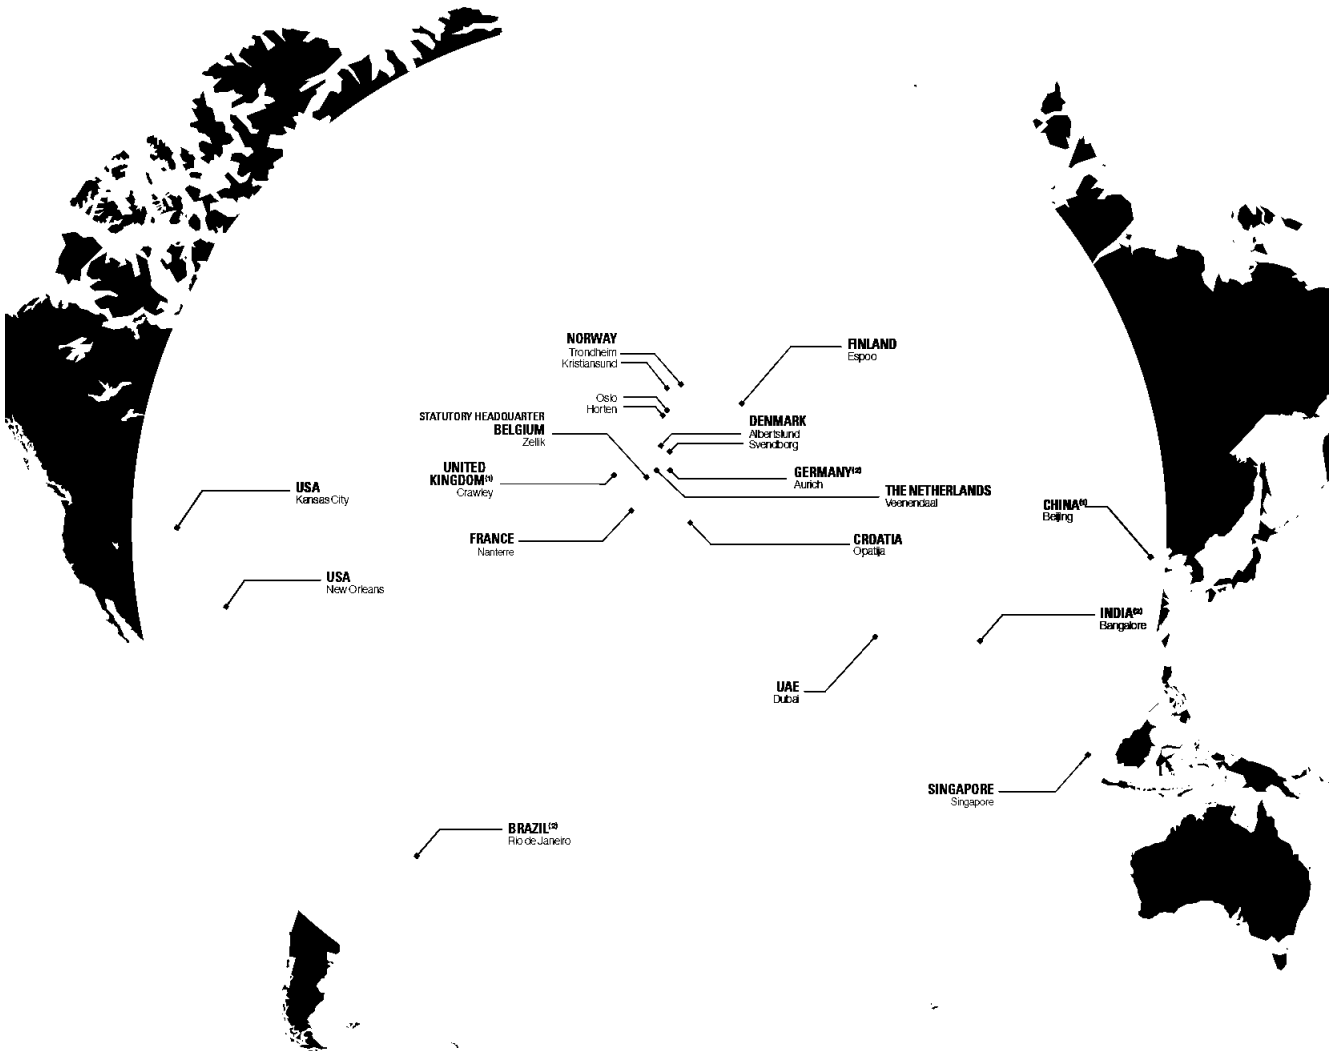 NORWAY
Trondheim
Kristiansund
Oslo
Horten
FINLAND
Espoo
STATUTORY HEADQUARTER
BELGIUM
Zellik
DENMARK
Albertslund
Svendborg
UNITED
KINGDOM(1)
Crawley
GERMANY(2)
Aurich
THE NETHERLANDS
Veenendaal
USA
Kansas City
CHINA(1)
Beijing
FRANCE
Nanterre
CROATIA
Opatija
USA
New Orleans
INDIA(2)
Bangalore
UAE
Dubai
SINGAPORE
Singapore
BRAZIL(2)
Rio de Janeiro